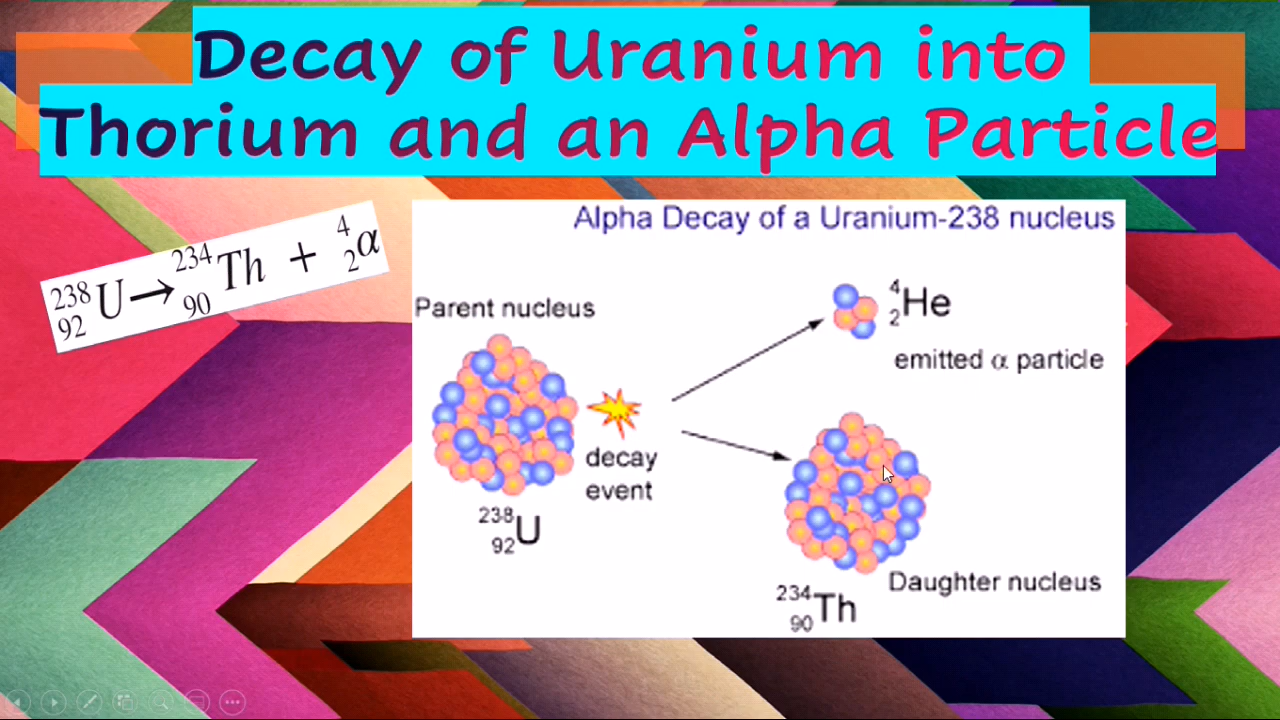 Decay of Uranium into
Thorium and an Alpha Particle
²³⁸₉₂U→²³⁴₉₀Th + ⁴₂α
Alpha Decay of a Uranium-238 nucleus
Parent nucleus
⁴₂He
emitted α particle
decay
event
²³⁸₉₂U
Daughter nucleus
²³⁴₉₀Th